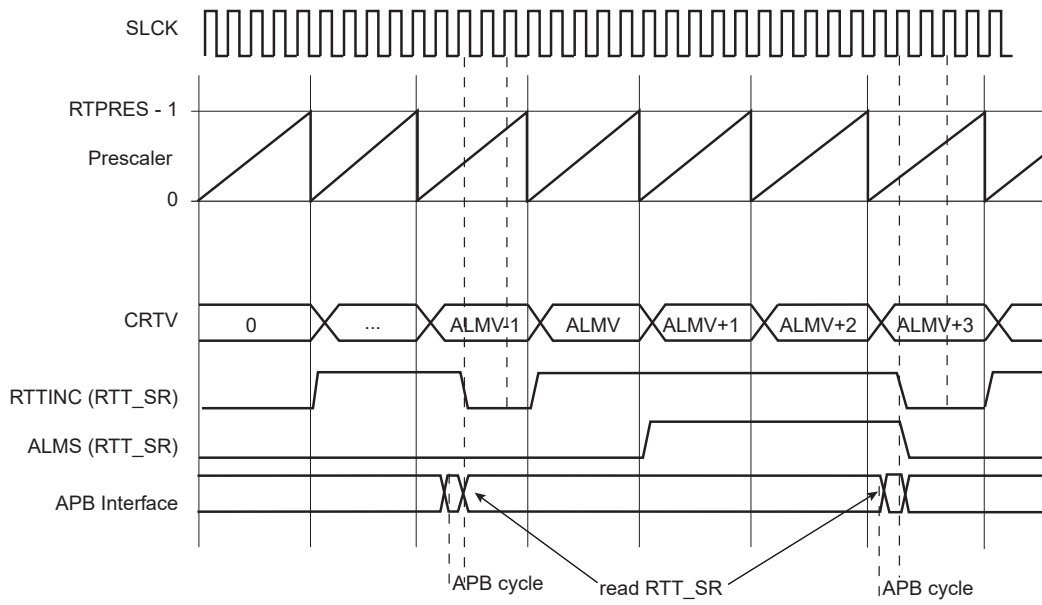 SLCK
RTPRES - 1
Prescaler
0
CRTV
0
...
ALMV-1
ALMV
ALMV+1
ALMV+2
ALMV+3
RTTINC (RTT_SR)
ALMS (RTT_SR)
APB Interface
APB cycle
read RTT_SR
APB cycle